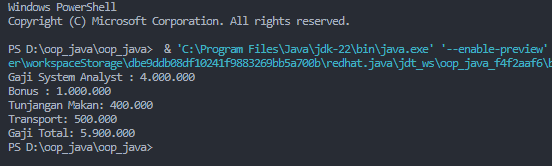 Windows PowerShell
Copyright (C) Microsoft Corporation. All rights reserved.
PS D:\oop_java\oop_java>  & 'C:\Program Files\Java\jdk-22\bin\java.exe' '--enable-preview'
er\workspaceStorage\dbe9ddb08df10241f9883269bb5a700b\redhat.java\jdt_ws\oop_java_f4f2aaf6\b
Gaji System Analyst : 4.000.000
Bonus : 1.000.000
Tunjangan Makan: 400.000
Transport: 500.000
Gaji Total: 5.900.000
PS D:\oop_java\oop_java>